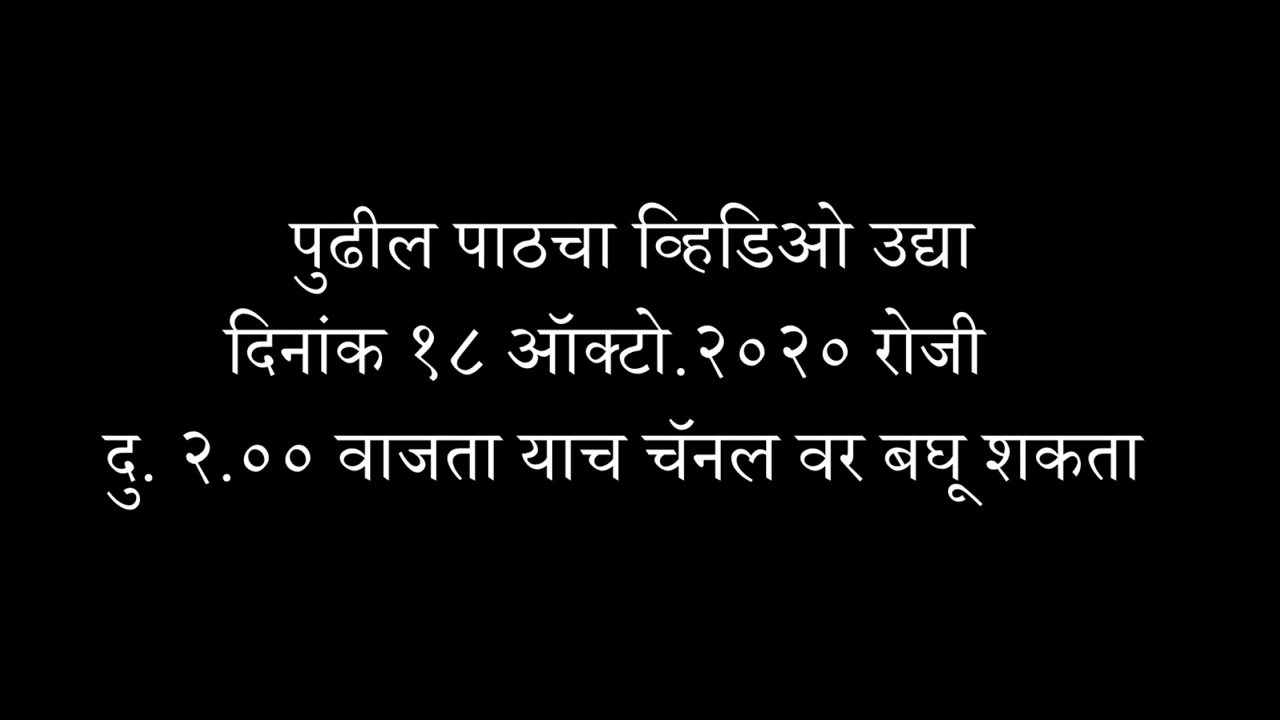 पुढील पाठचा व्हिडिओ उद्या
दिनांक १८ ऑक्टो.२०२० रोजी
दु. २.०० वाजता याच चॅनल वर बघू शकता